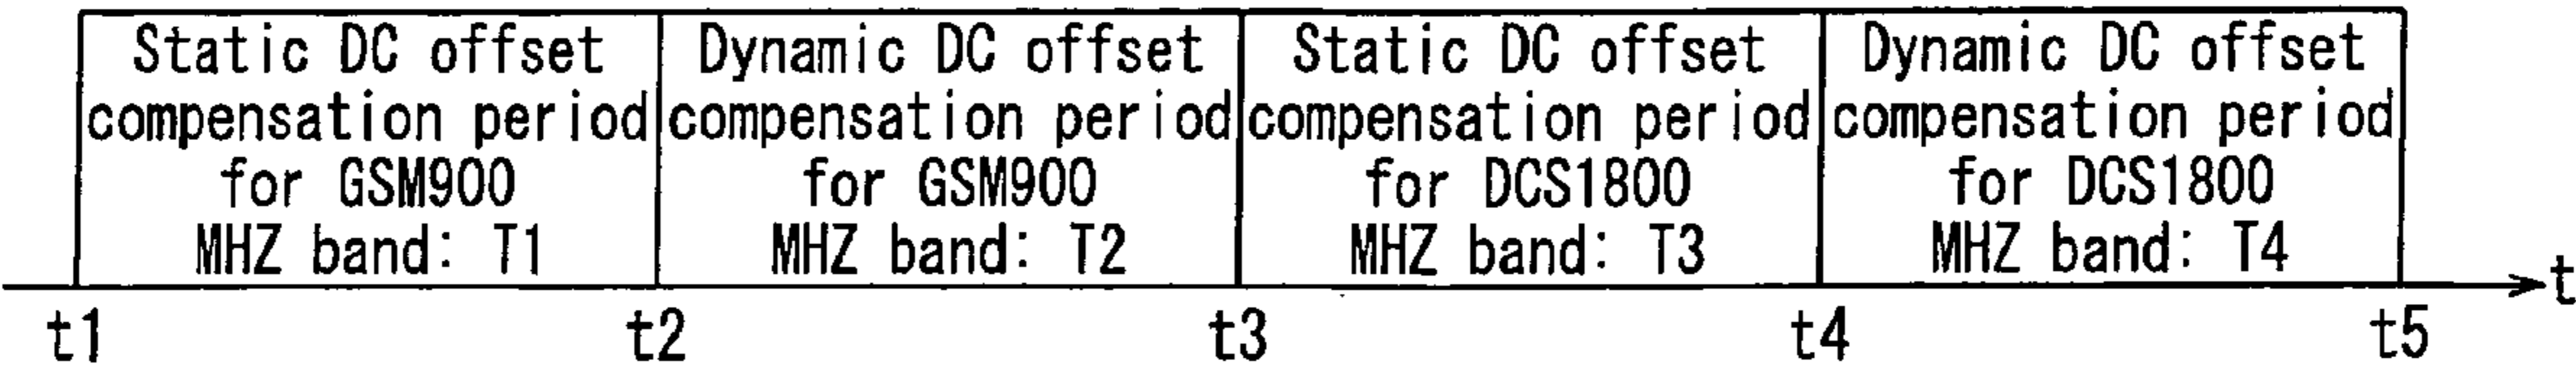 Static DC offset
compensation period
for GSM900
MHZ band: T1
Dynamic DC offset
compensation period
for GSM900
MHZ band: T2
Static DC offset
compensation period
for DCS1800
MHZ band: T3
Dynamic DC offset
compensation period
for DCS1800
MHZ band: T4
t
t1 t2 t3 t4 t5